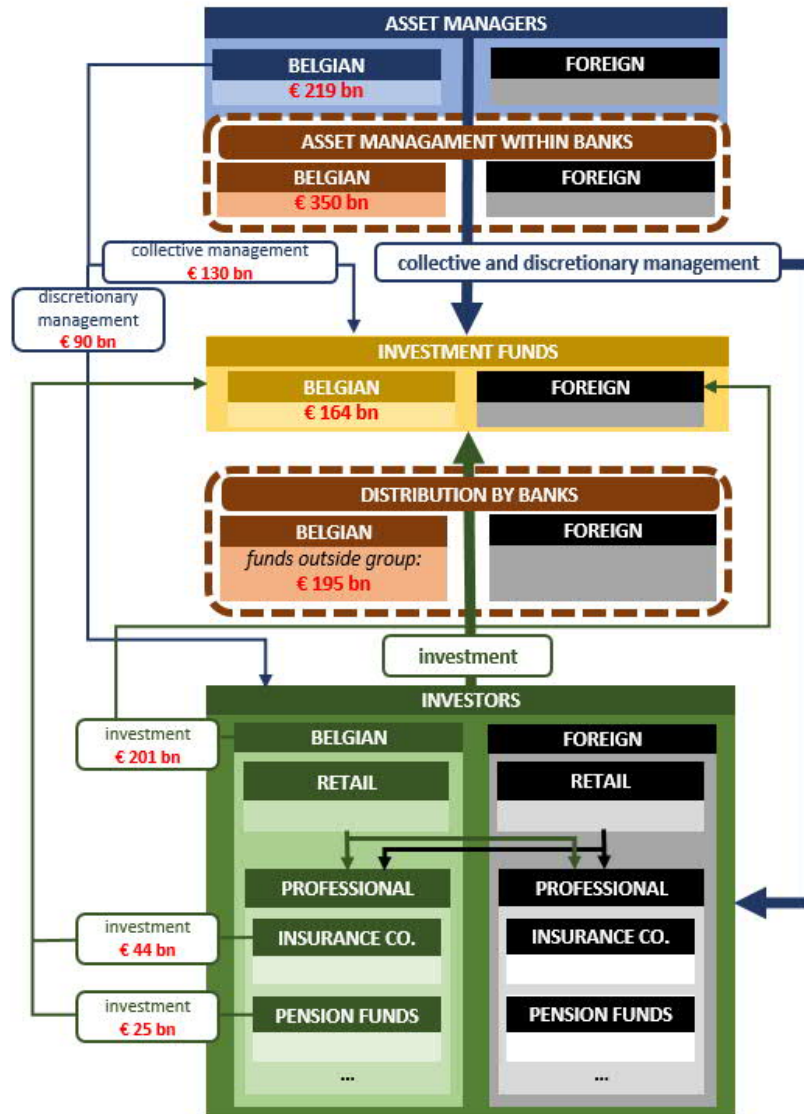 ASSET MANAGERS
BELGIAN
FOREIGN
€ 219 bn
ASSET MANAGAMENT WITHIN BANKS
BELGIAN
FOREIGN
€ 350 bn
collective management
€ 130 bn
collective and discretionary management
discretionary
management
€ 90 bn
INVESTMENT FUNDS
BELGIAN
FOREIGN
€ 164 bn
DISTRIBUTION BY BANKS
BELGIAN
FOREIGN
funds outside group:
€ 195 bn
investment
INVESTORS
investment
€ 201 bn
BELGIAN
FOREIGN
RETAIL
RETAIL
PROFESSIONAL
PROFESSIONAL
investment
€ 44 bn
INSURANCE CO.
INSURANCE CO.
investment
€ 25 bn
PENSION FUNDS
PENSION FUNDS
...
...